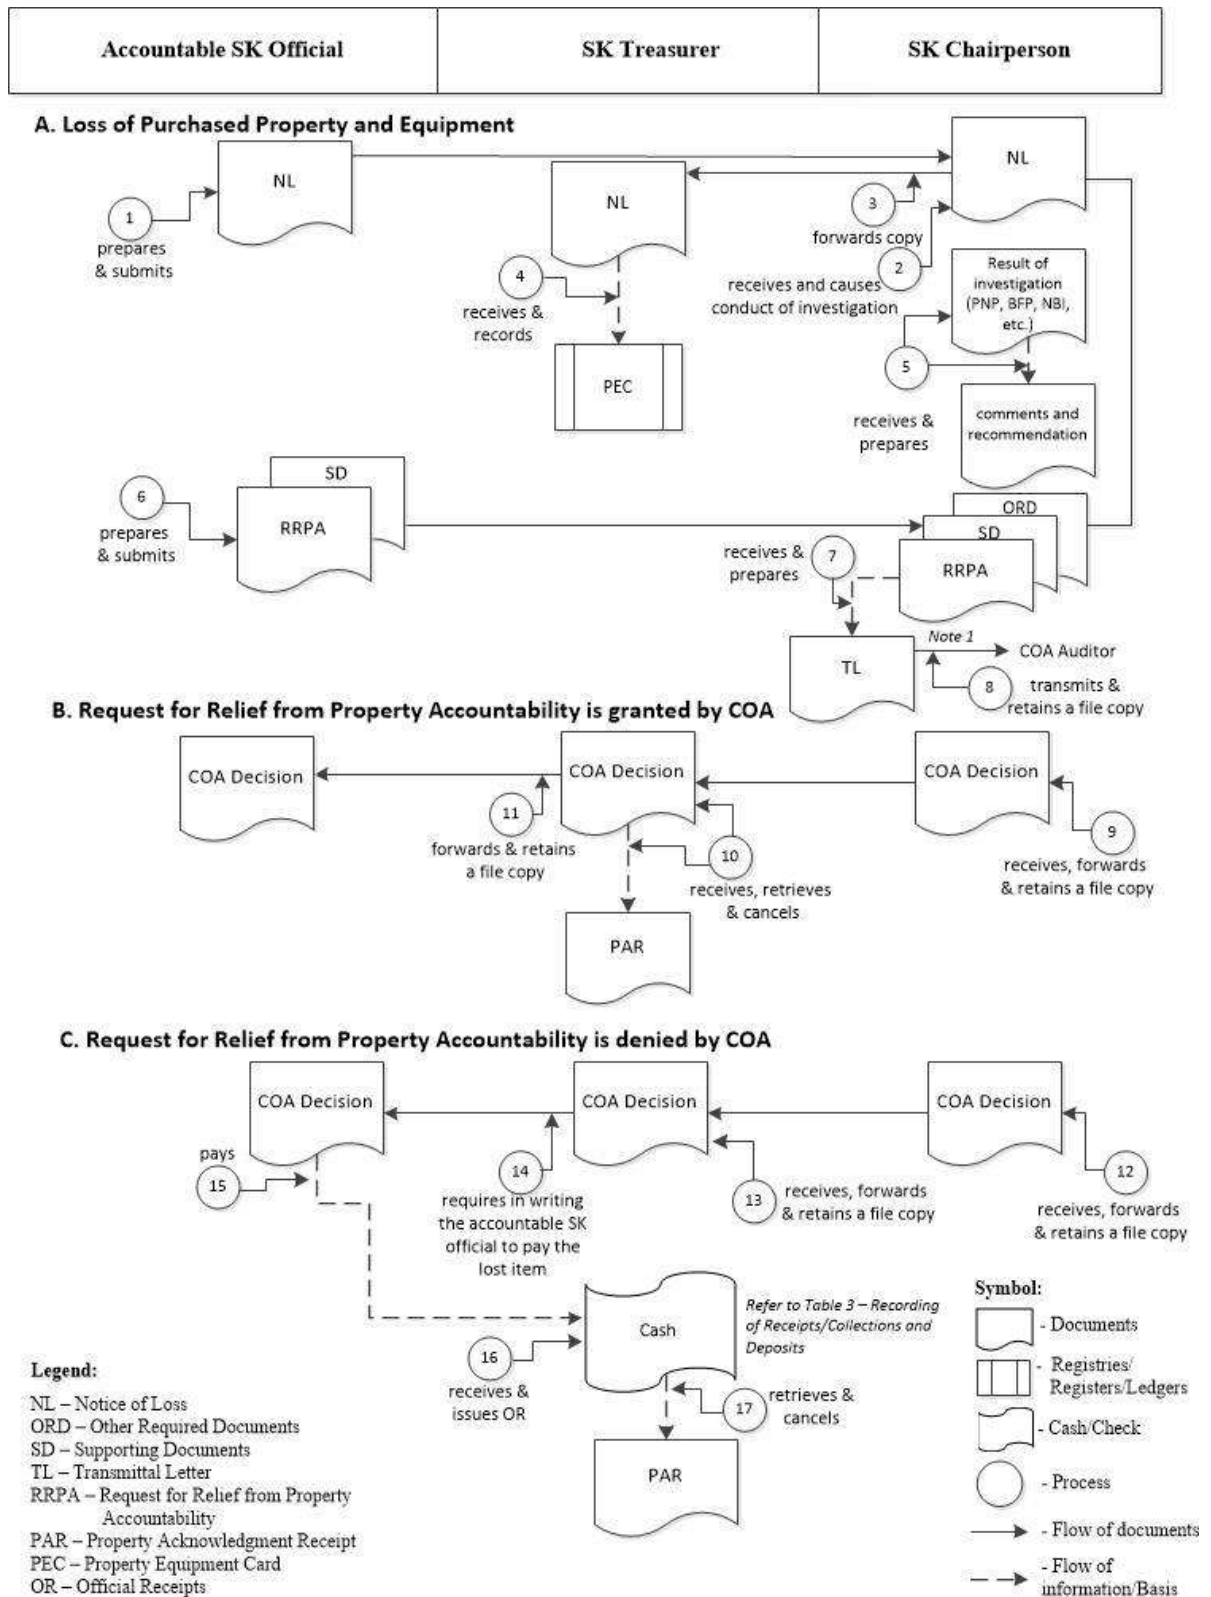 Accountable SK Official
SK Treasurer
SK Chairperson
A. Loss of Purchased Property and Equipment
NL
NL
NL
1
prepares
& submits
3
forwards copy
2
receives and causes
conduct of investigation
4
receives &
records
PEC
Result of
investigation
(PNP, BFP, NBI,
etc.)
5
receives &
prepares
comments and
recommendation
6
prepares
& submits
SD
RRPA
ORD
SD
RRPA
receives &
prepares
7
TL
Note 1
COA Auditor
8
transmits &
retains a file copy
B. Request for Relief from Property Accountability is granted by COA
COA Decision
COA Decision
COA Decision
11
forwards & retains
a file copy
10
receives, retrieves
& cancels
9
receives, forwards
& retains a file copy
PAR
C. Request for Relief from Property Accountability is denied by COA
COA Decision
COA Decision
COA Decision
pays
15
14
requires in writing
the accountable SK
official to pay the
lost item
13
receives, forwards
& retains a file copy
12
receives, forwards
& retains a file copy
Cash
Refer to Table 3 – Recording
of Receipts/Collections and
Deposits
16
receives &
issues OR
17
retrieves &
cancels
PAR
Legend:
NL – Notice of Loss
ORD – Other Required Documents
SD – Supporting Documents
TL – Transmittal Letter
RRPA – Request for Relief from Property
Accountability
PAR – Property Acknowledgment Receipt
PEC – Property Equipment Card
OR – Official Receipts
Symbol:
- Documents
- Registries/
Registers/Ledgers
- Cash/Check
- Process
- Flow of documents
- Flow of
information/Basis